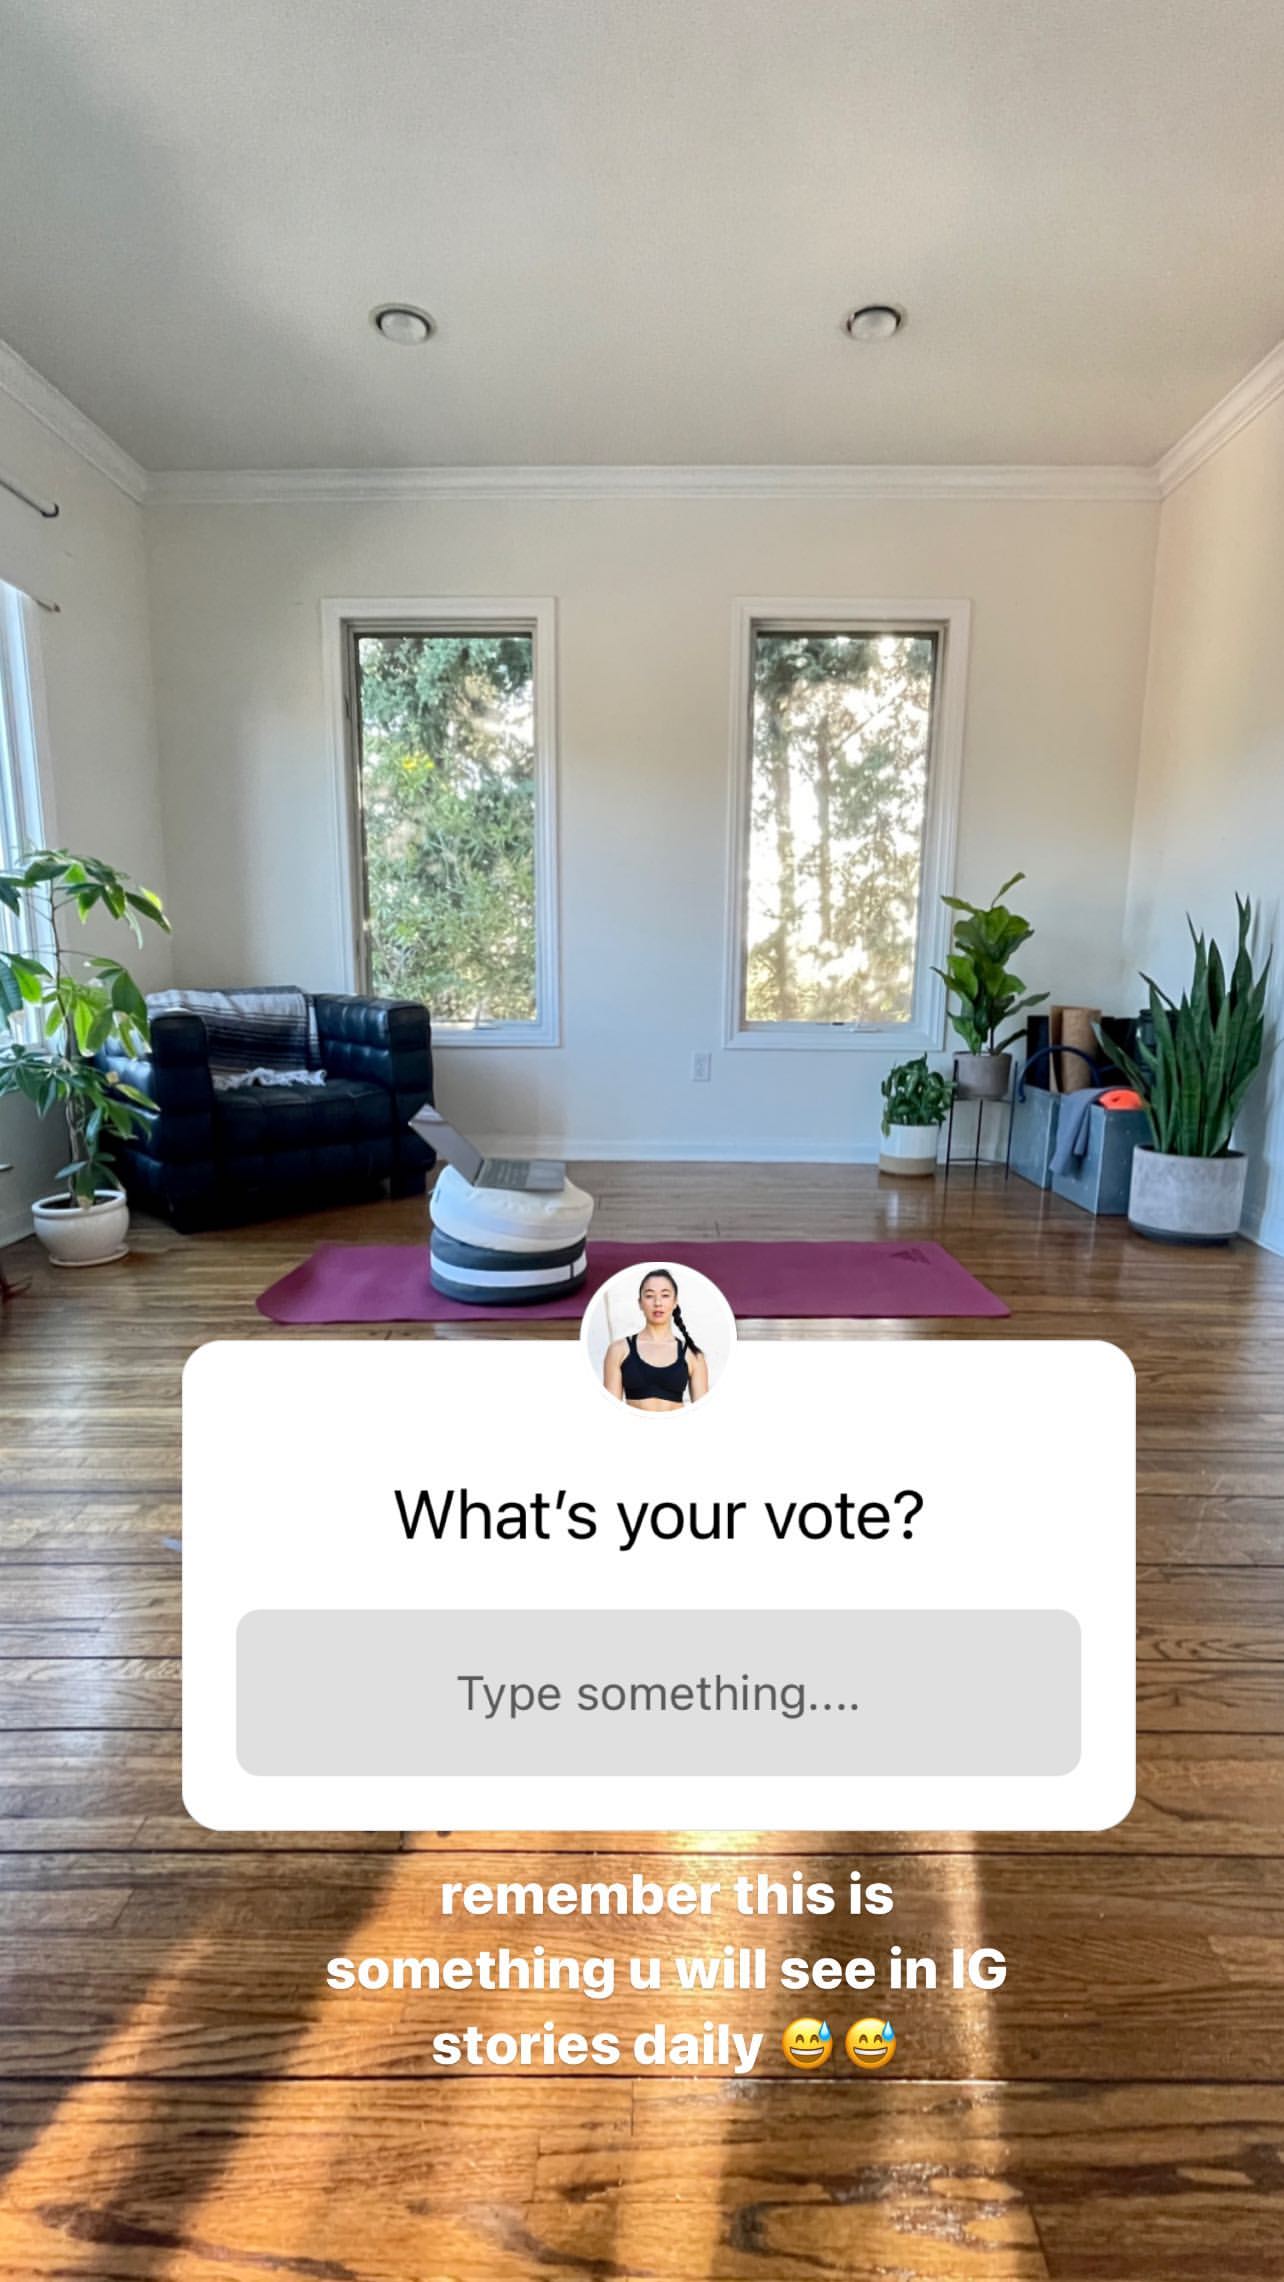 What’s your vote?
Type something....
remember this is
something u will see in IG
stories daily 😅😅